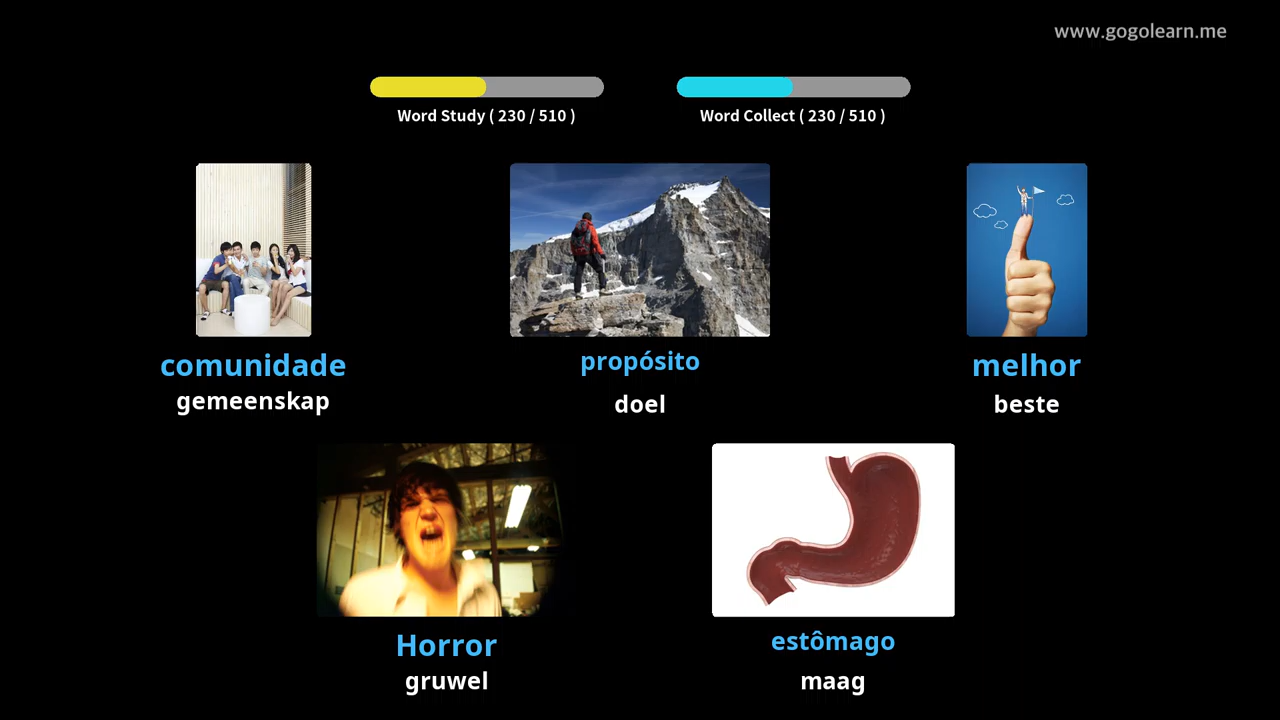 www.gogolearn.me
Word Study ( 230 / 510 )
Word Collect ( 230 / 510 )
comunidade
gemeenskap
propósito
doel
melhor
beste
Horror
gruwel
estômago
maag